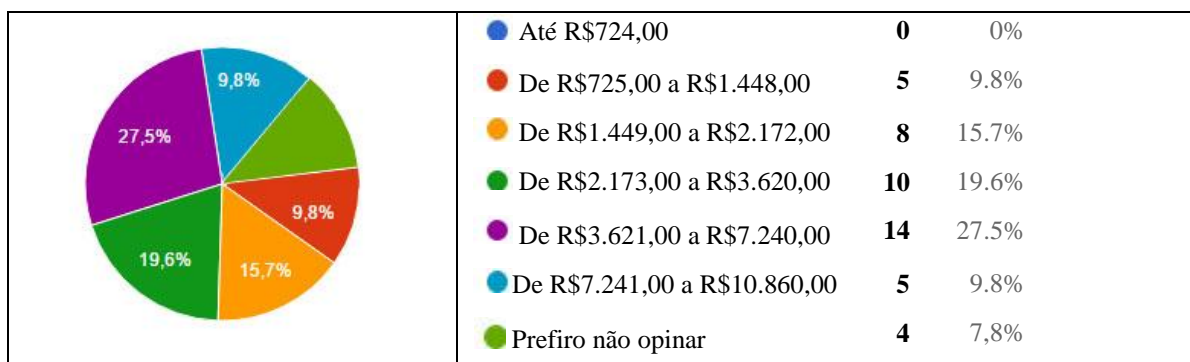 9,8%
27,5%
9,8%
19,6%
15,7%
Até R$724,00 0 0%
De R$725,00 a R$1.448,00 5 9.8%
De R$1.449,00 a R$2.172,00 8 15.7%
De R$2.173,00 a R$3.620,00 10 19.6%
De R$3.621,00 a R$7.240,00 14 27.5%
De R$7.241,00 a R$10.860,00 5 9.8%
Prefiro não opinar 4 7,8%